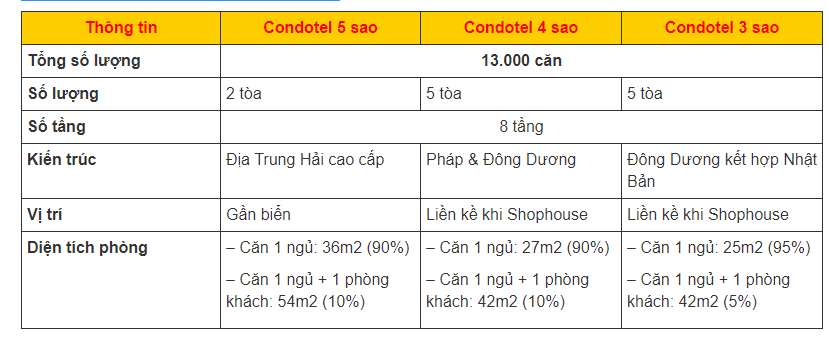 Thông tin Condotel 5 sao Condotel 4 sao Condotel 3 sao
Tổng số lượng 13.000 căn
Số lượng 2 tòa 5 tòa 5 tòa
Số tầng 8 tầng
Kiến trúc Địa Trung Hải cao cấp Pháp & Đông Dương Đông Dương kết hợp Nhật
Bản
Vị trí Gần biển Liền kề khi Shophouse Liền kề khi Shophouse
Diện tích phòng – Căn 1 ngủ: 36m2 (90%) – Căn 1 ngủ: 27m2 (90%) – Căn 1 ngủ: 25m2 (95%)
– Căn 1 ngủ + 1 phòng – Căn 1 ngủ + 1 phòng – Căn 1 ngủ + 1 phòng
khách: 54m2 (10%) khách: 42m2 (10%) khách: 42m2 (5%)